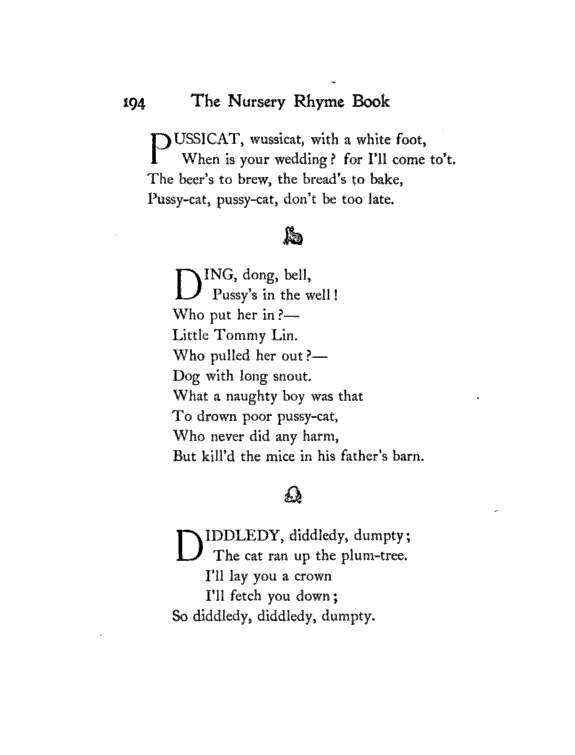 194 The Nursery Rhyme Book
PUSSICAT, wussicat, with a white foot,
When is your wedding? for I'll come to't.
The beer's to brew, the bread's to bake,
Pussy-cat, pussy-cat, don't be too late.
DING, dong, bell,
Pussy's in the well!
Who put her in?—
Little Tommy Lin.
Who pulled her out?—
Dog with long snout.
What a naughty boy was that
To drown poor pussy-cat,
Who never did any harm,
But kill'd the mice in his father's barn.
DIDDLEDY, diddledy, dumpty;
The cat ran up the plum-tree.
I'll lay you a crown
I'll fetch you down;
So diddledy, diddledy, dumpty.